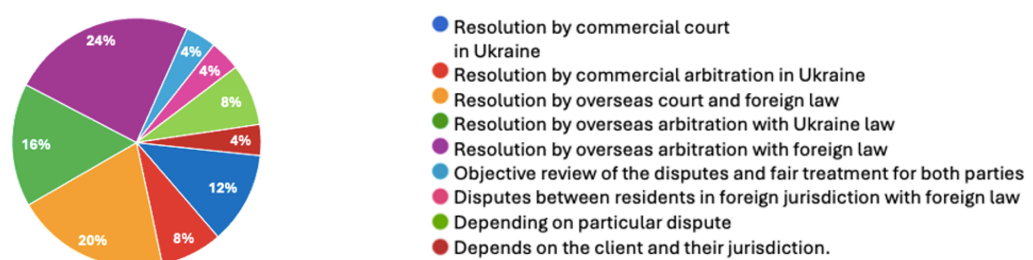 24%
4%
4%
8%
4%
12%
8%
20%
16%
Resolution by commercial court
in Ukraine
Resolution by commercial arbitration in Ukraine
Resolution by overseas court and foreign law
Resolution by overseas arbitration with Ukraine law
Resolution by overseas arbitration with foreign law
Objective review of the disputes and fair treatment for both parties
Disputes between residents in foreign jurisdiction with foreign law
Depending on particular dispute
Depends on the client and their jurisdiction.